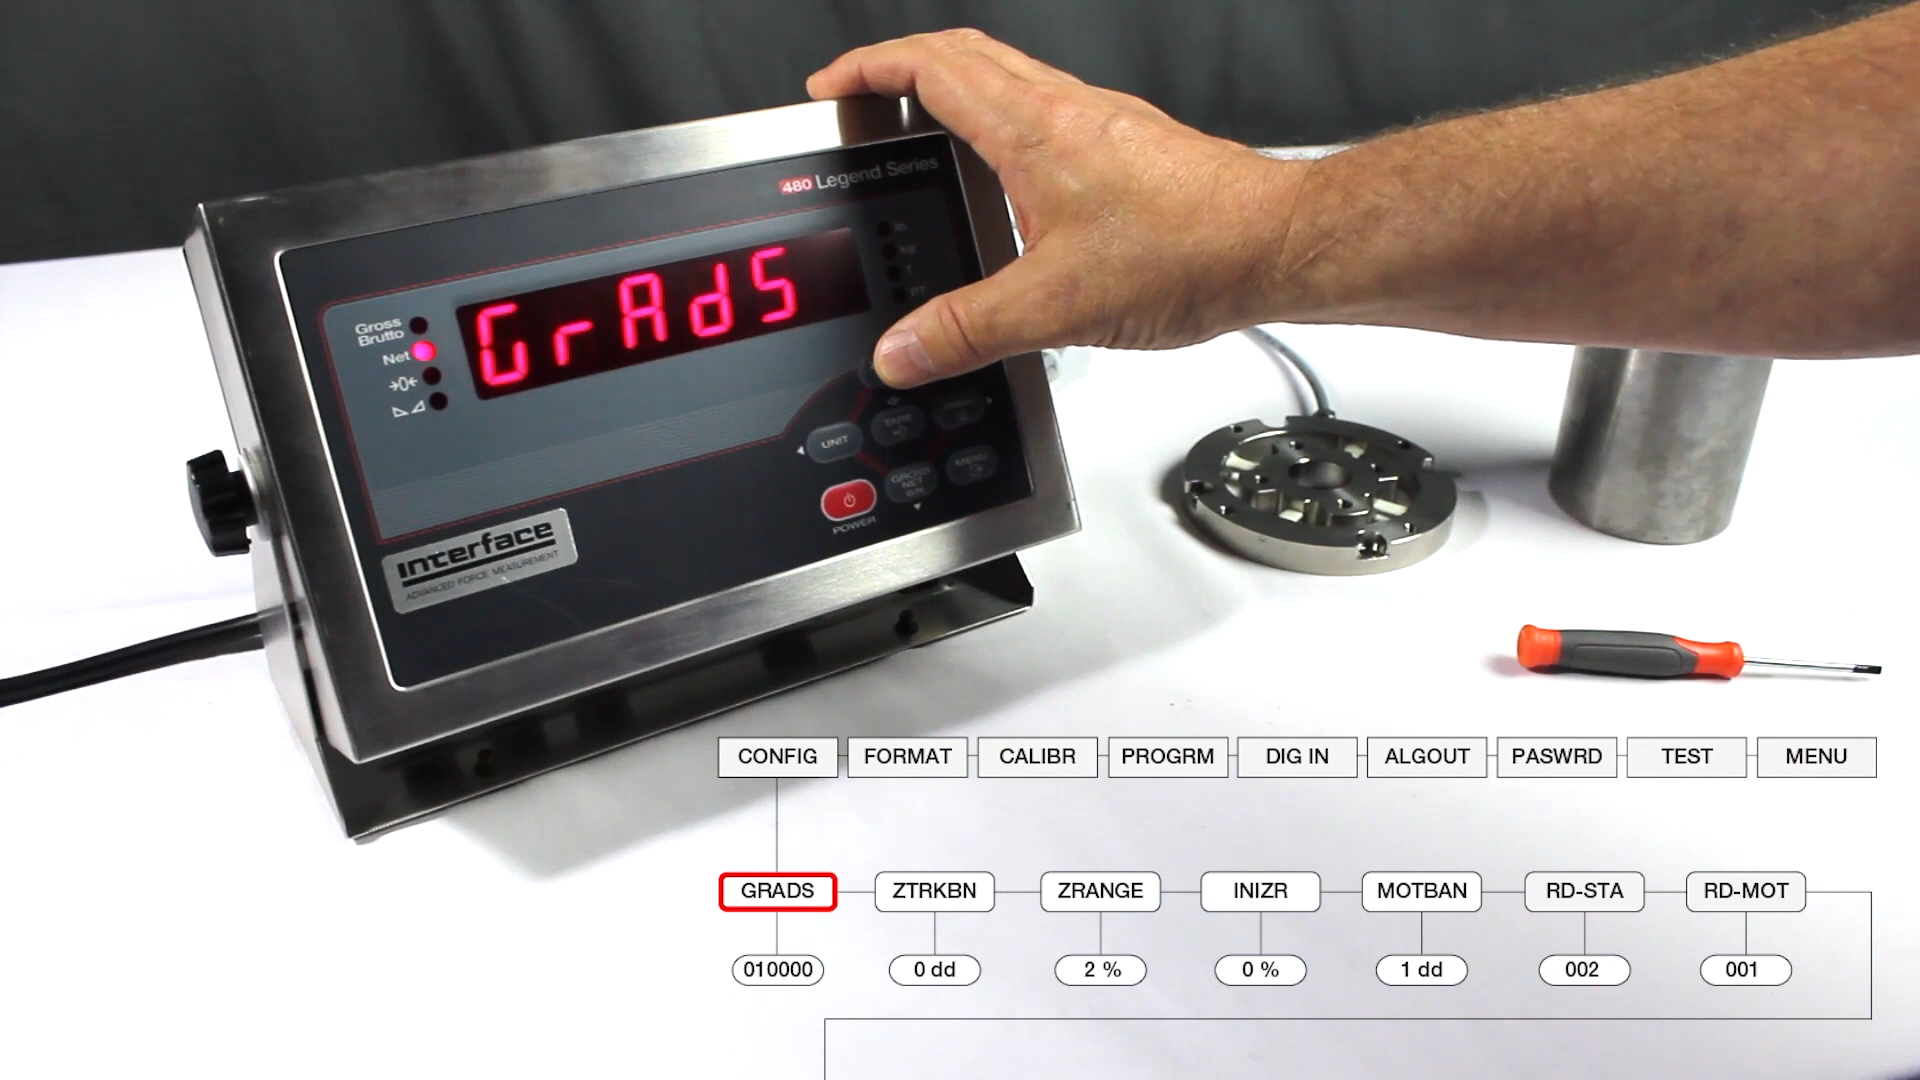 480 Legend Series
lb
kg
GrAdS
Gross
Brutto
Net
→0←
UNIT
TARE
GROSS
NET
B/N
MENU
POWER
interface
ADVANCED FORCE MEASUREMENT
CONFIG FORMAT CALIBR PROGRM DIG IN ALGOUT PASWRD TEST MENU
GRADS ZTRKBN ZRANGE INIZR MOTBAN RD-STA RD-MOT
010000 0 dd 2 % 0 % 1 dd 002 001